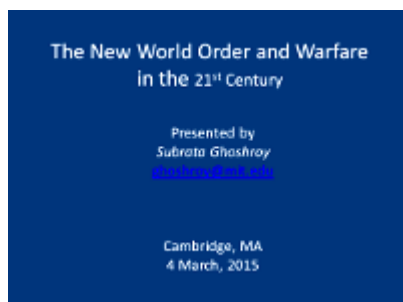 The New World Order and Warfare
in the 21st Century
Presented by
Subrata Ghoshroy
ghoshroy@mit.edu
Cambridge, MA
4 March, 2015